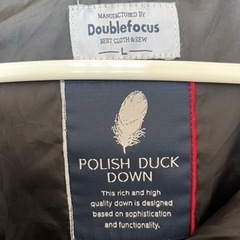 MANUFACTURED BY
Doublefocus
BEST CLOTH & SEW
L
POLISH DUCK
DOWN
This rich and high
quality down is designed
based on sophistication
and functionality.